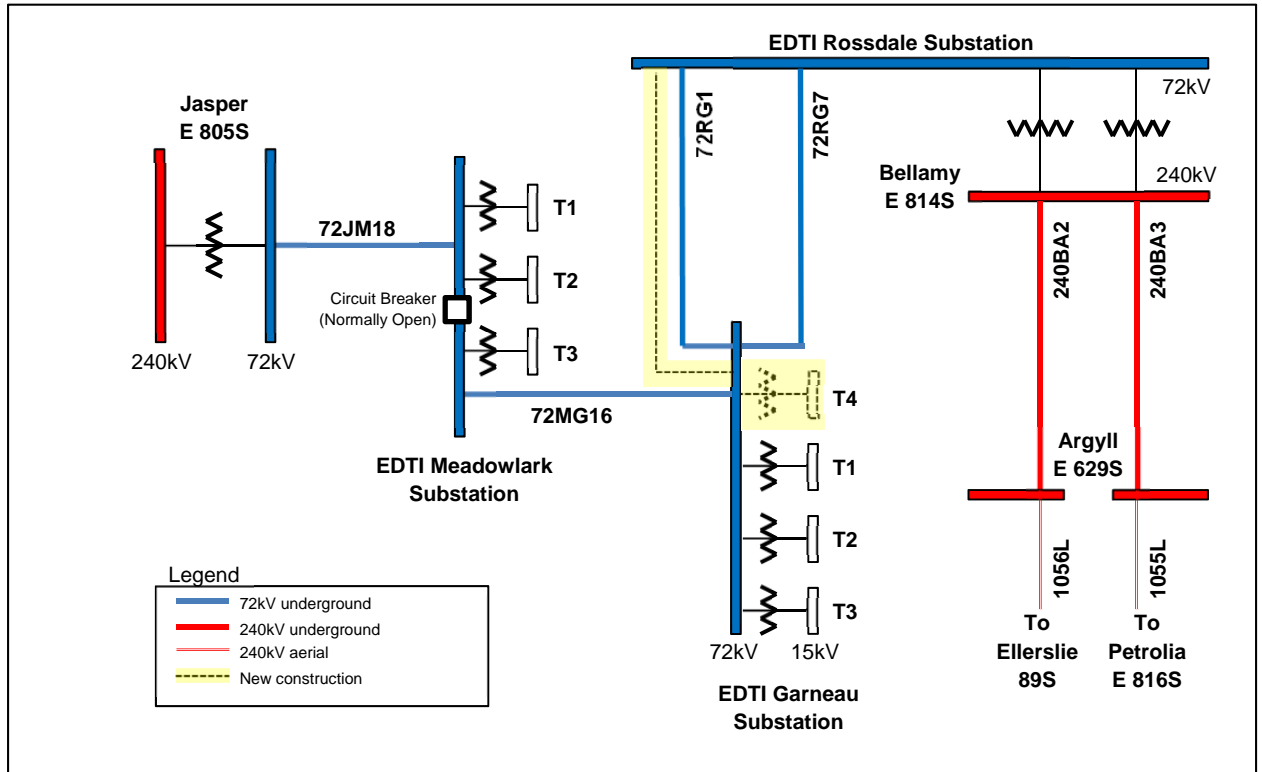 EDTI Rossdale Substation
72kV
Jasper
E 805S
72RG1
72RG7
Bellamy
E 814S
240kV
T1
72JM18
T2
240BA2
240BA3
Circuit Breaker
(Normally Open)
T3
240kV
72kV
T4
72MG16
Argyll
E 629S
EDTI Meadowlark
Substation
T1
T2
1056L
1055L
Legend
72kV underground
240kV underground
240kV aerial
New construction
T3
72kV
15kV
To
Ellerslie
89S
To
Petrolia
E 816S
EDTI Garneau
Substation